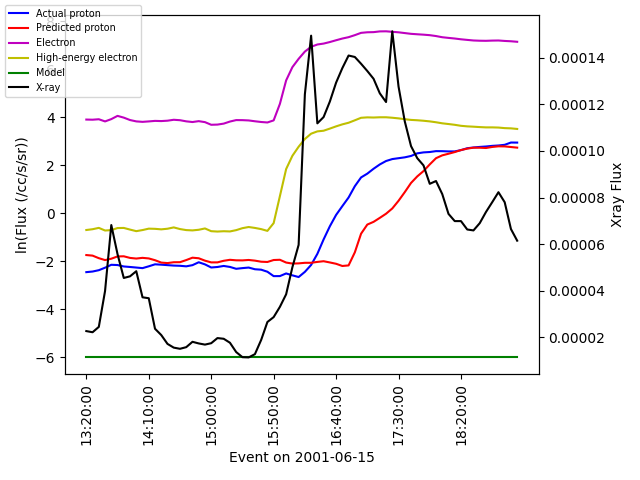 Actual proton
Predicted proton
Electron
High-energy electron
Model
X-ray
4
2
0
−2
−4
−6
ln(Flux (/cc/s/sr))
0.00014
0.00012
0.00010
0.00008
0.00006
0.00004
0.00002
Xray Flux
13:20:00
14:10:00
15:00:00
15:50:00
16:40:00
17:30:00
18:20:00
Event on 2001-06-15